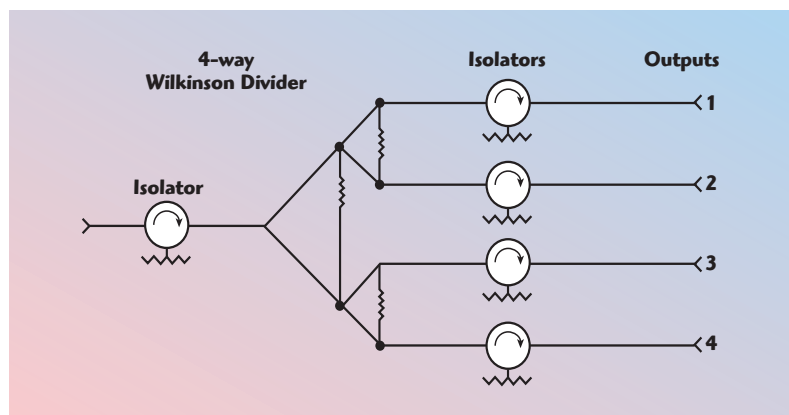 4-way
Wilkinson Divider
Isolators
Outputs
1
2
Isolator
3
4